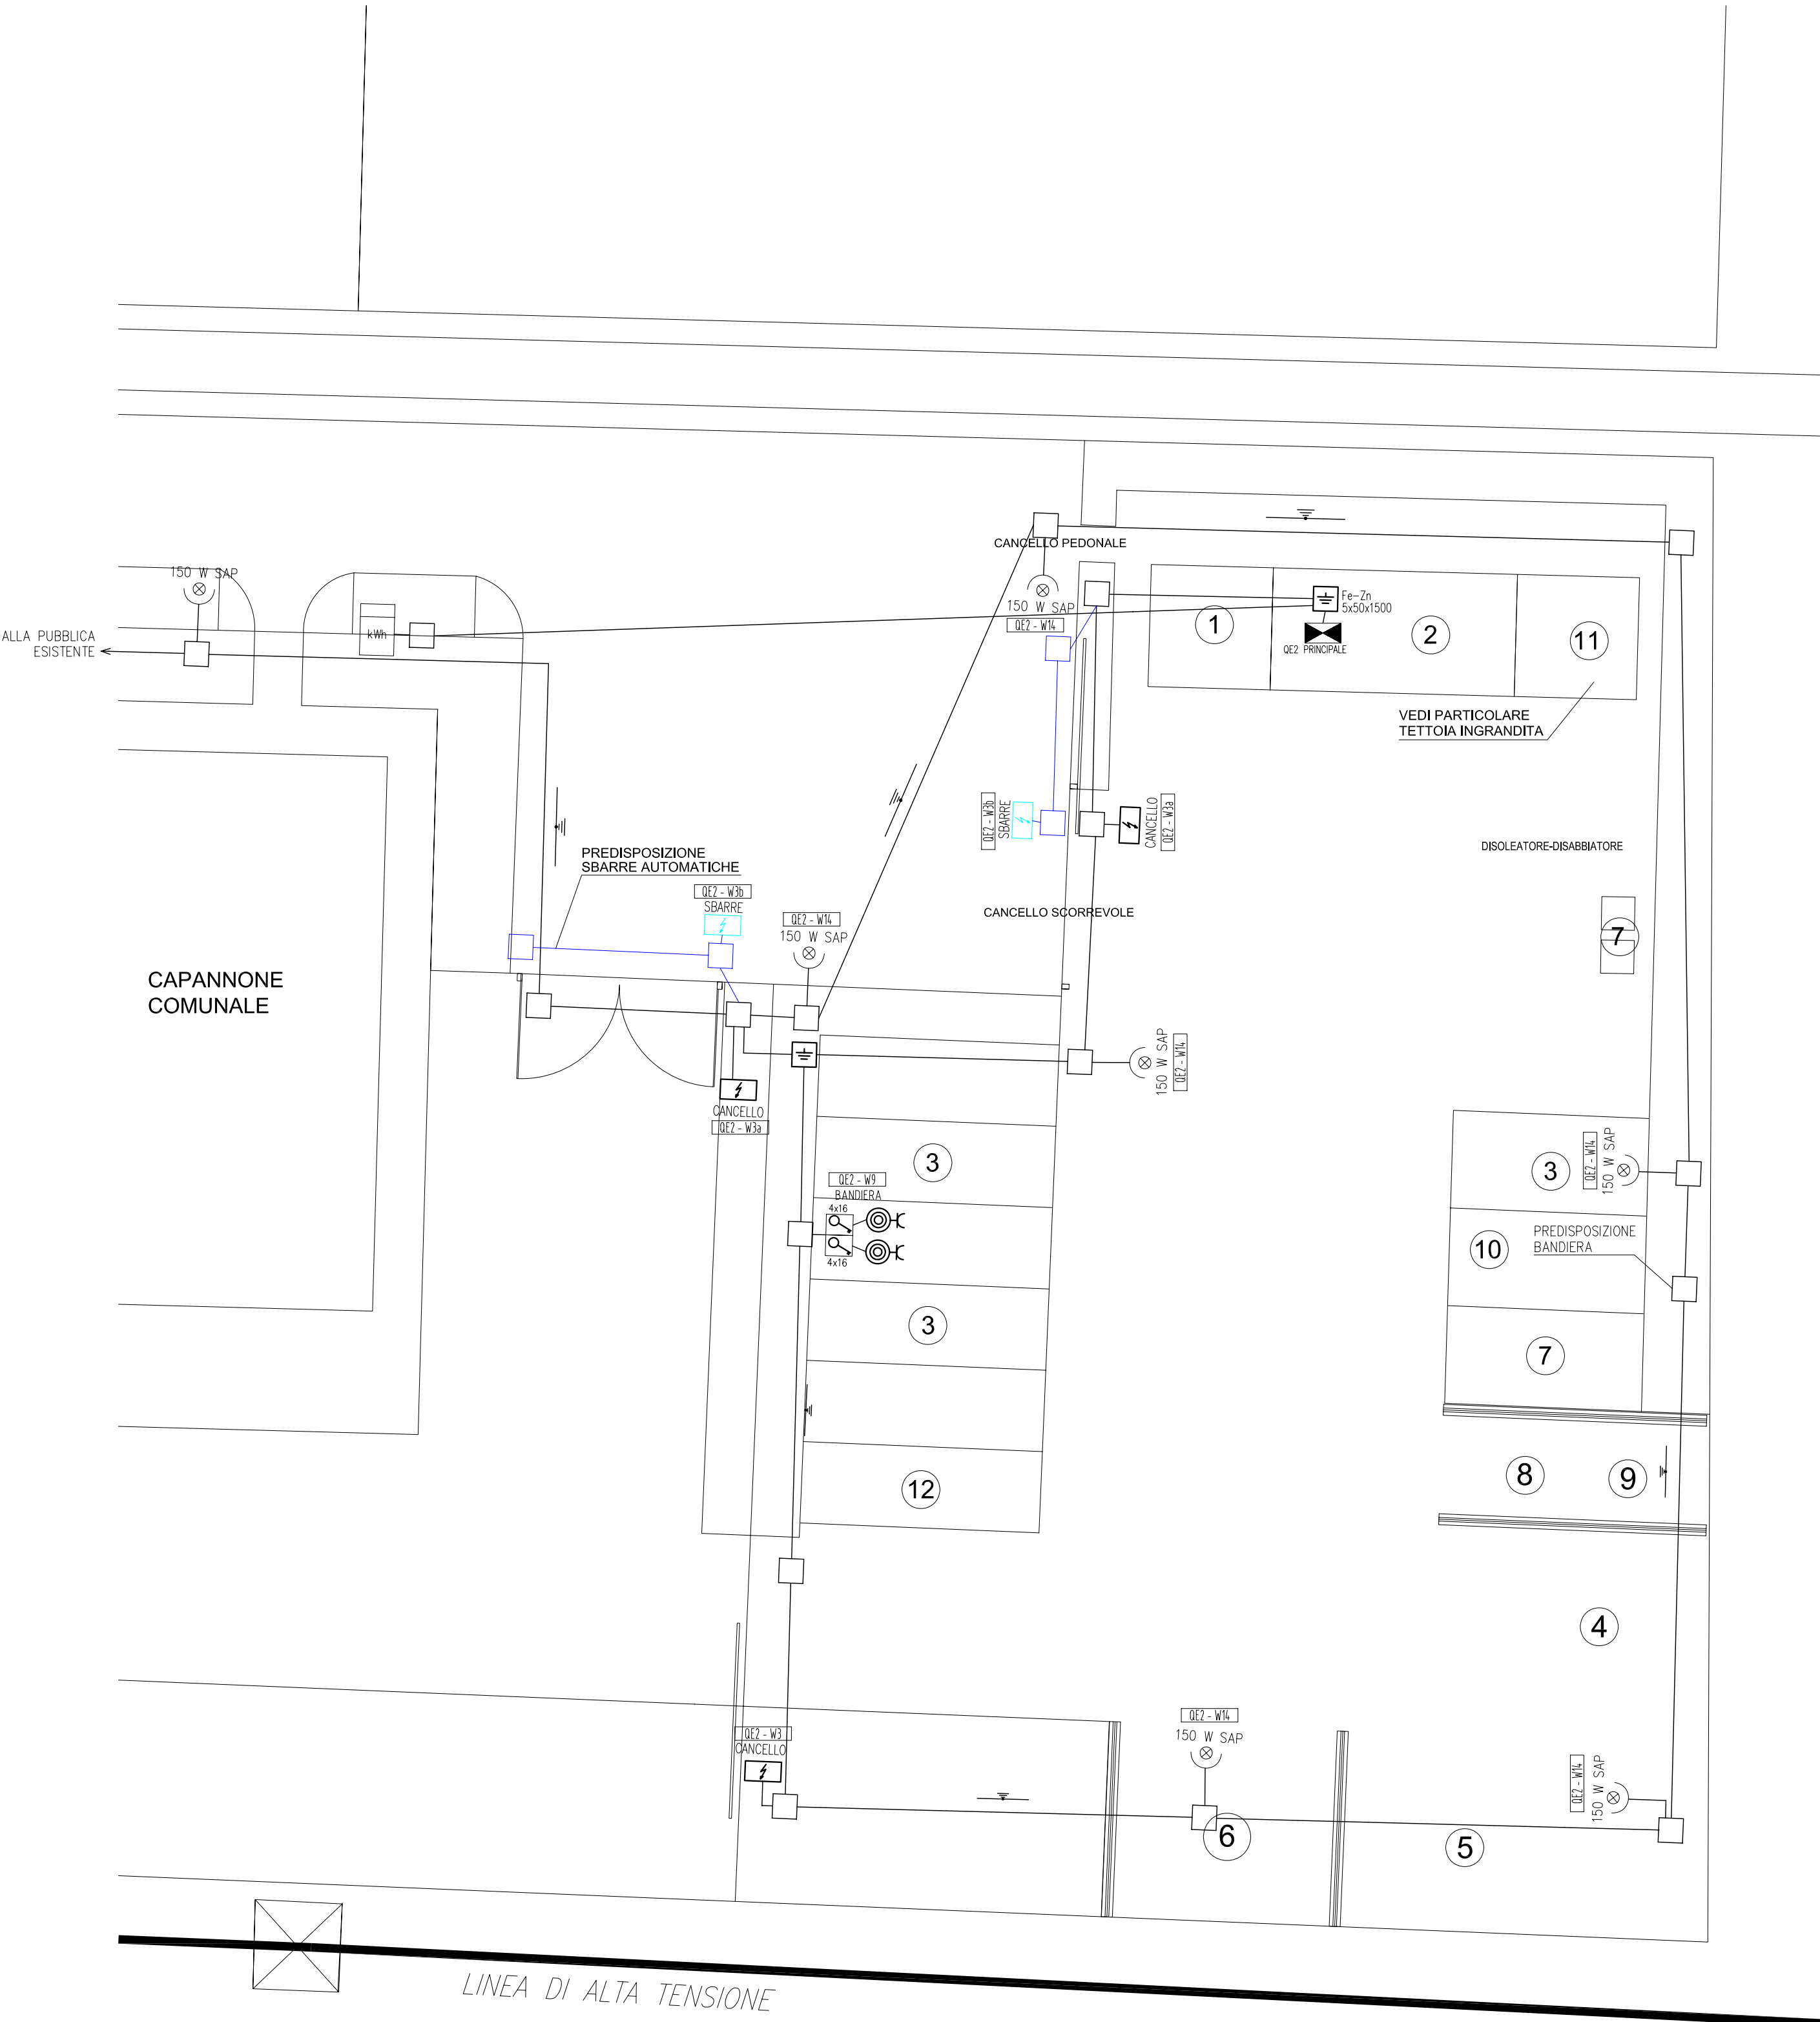 CANCELLO PEDONALE
150 W SAP
150 W SAP
QE2 - W14
ALLA PUBBLICA
ESISTENTE
kWh
Fe-Zn
5x50x1500
QE2 PRINCIPALE
1
2
11
VEDI PARTICOLARE
TETTOIA INGRANDITA
QE2 - W3b
SBARRE
CANCELLO
QE2 - W3a
DISOLEATORE-DISABBIATORE
PREDISPOSIZIONE
SBARRE AUTOMATICHE
QE2 - W3b
SBARRE
QE2 - W14
150 W SAP
CANCELLO SCORREVOLE
7
CAPANNONE
COMUNALE
150 W SAP
QE2 - W14
CANCELLO
QE2 - W3a
3
QE2 - W9
BANDIERA
4x16
4x16
QE2 - W14
150 W SAP
3
10
PREDISPOSIZIONE
BANDIERA
3
7
12
8
9
4
QE2 - W3
CANCELLO
QE2 - W14
150 W SAP
QE2 - W14
150 W SAP
6
5
LINEA DI ALTA TENSIONE